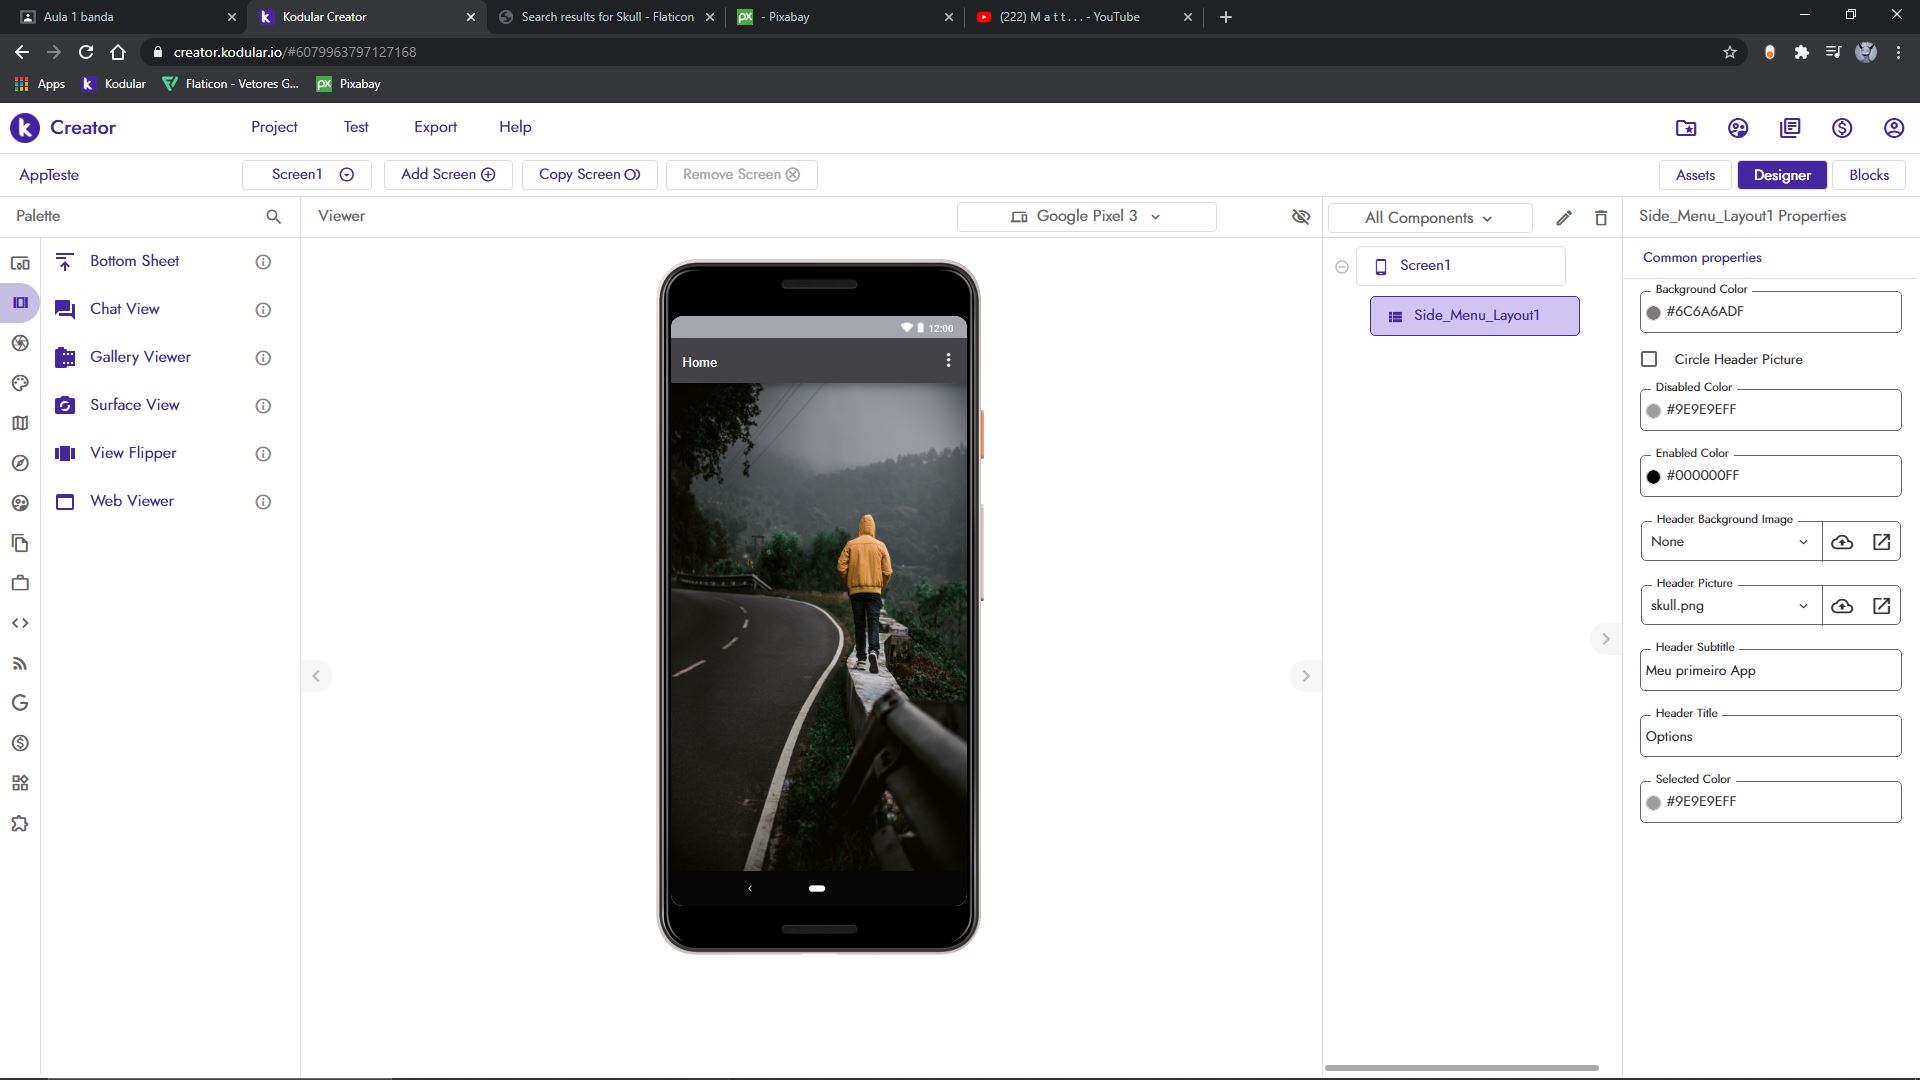 Aula 1 banda
Kodular Creator
Search results for Skull - Flaticon
- Pixabay
(222) M a t t . . . - YouTube
creator.kodular.io/#6079963797127168
Apps
Kodular
Flaticon - Vetores G...
Pixabay
Creator
Project
Test
Export
Help
AppTeste
Screen1
Add Screen
Copy Screen
Remove Screen
Assets
Designer
Blocks
Palette
Viewer
Google Pixel 3
All Components
Side_Menu_Layout1 Properties
Bottom Sheet
Chat View
Gallery Viewer
Surface View
View Flipper
Web Viewer
12:00
Home
Screen1
Side_Menu_Layout1
Common properties
Background Color
#6C6A6ADF
Circle Header Picture
Disabled Color
#9E9E9EFF
Enabled Color
#000000FF
Header Background Image
None
Header Picture
skull.png
Header Subtitle
Meu primeiro App
Header Title
Options
Selected Color
#9E9E9EFF